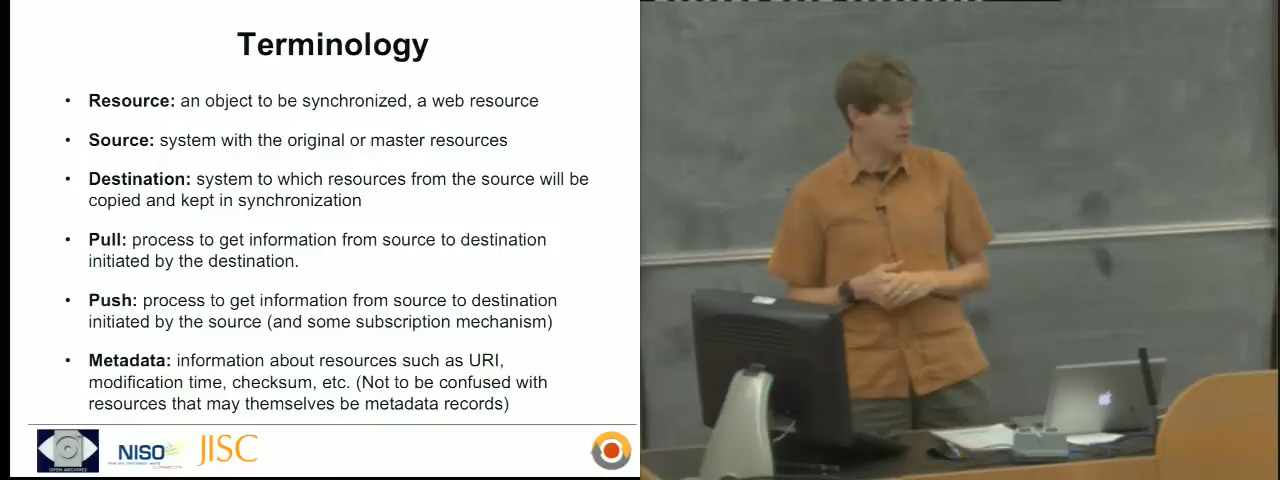 Terminology
• Resource: an object to be synchronized, a web resource
• Source: system with the original or master resources
• Destination: system to which resources from the source will be
copied and kept in synchronization
• Pull: process to get information from source to destination
initiated by the destination.
• Push: process to get information from source to destination
initiated by the source (and some subscription mechanism)
• Metadata: information about resources such as URI,
modification time, checksum, etc. (Not to be confused with
resources that may themselves be metadata records)
OPEN ARCHIVES
NISO
JISC